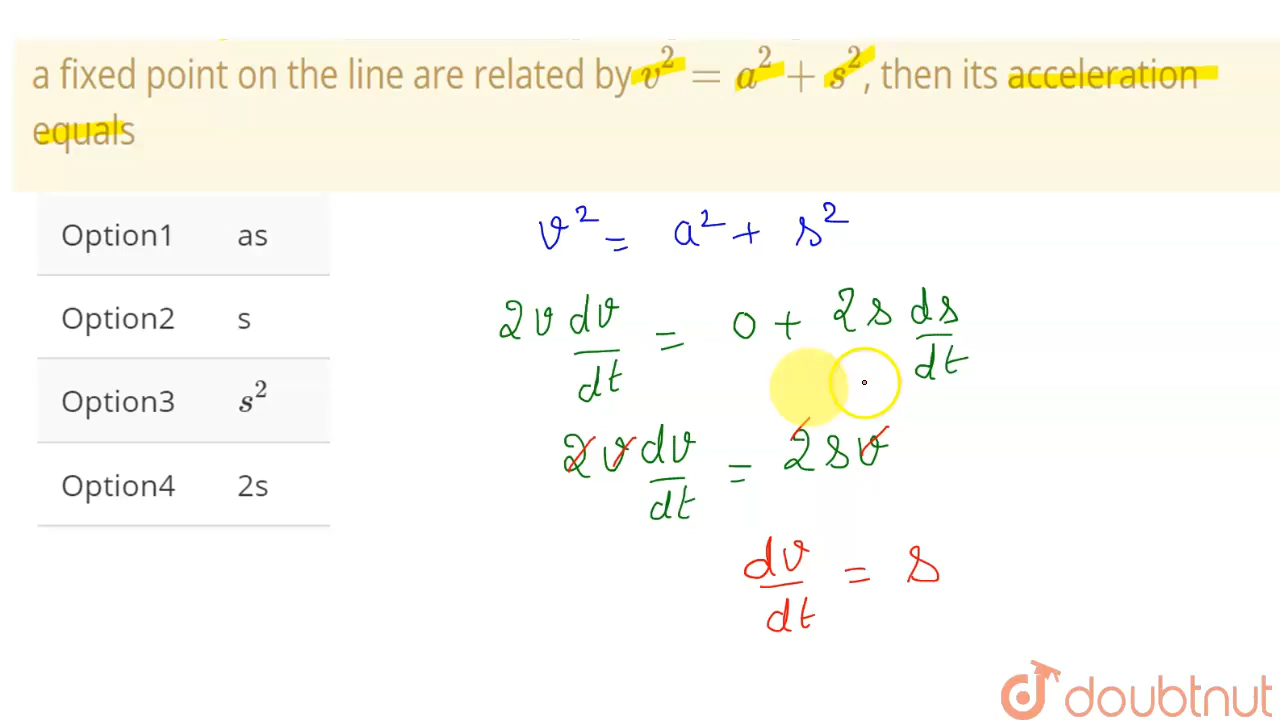 a fixed point on the line are related by v² = a² + s², then its acceleration
equals
Option1 as
Option2 s
Option3 s²
Option4 2s
v² = a² + s²
2v dv/dt = 0 + 2s ds/dt
2v dv/dt = 2sv
dv/dt = s
doubtnut